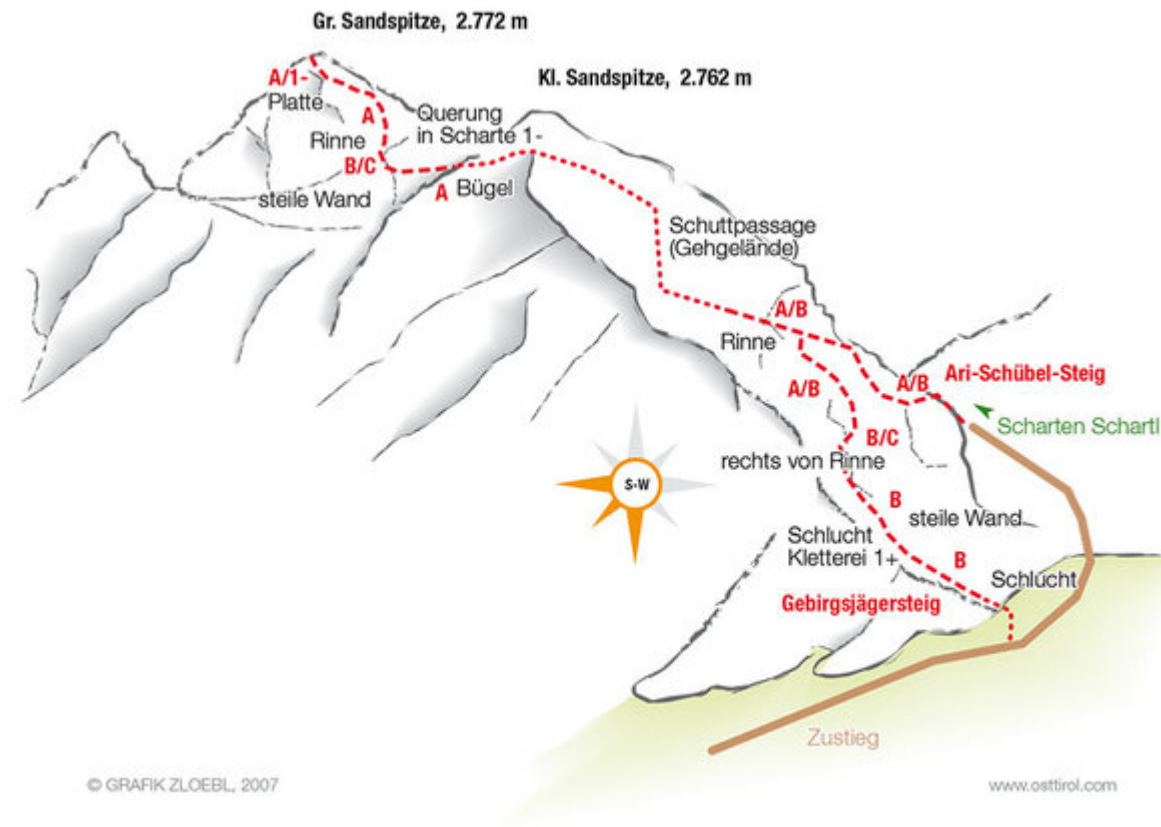 Gr. Sandspitze, 2.772 m
Kl. Sandspitze, 2.762 m
A/1-
Platte
A
Querung
in Scharte 1-
Rinne
B/C
steile Wand
A
Bügel
Schuttpassage
(Gehgelände)
A/B
Rinne
A/B
A/B
Ari-Schübel-Steig
Scharten Schartl
B/C
rechts von Rinne
S-W
B
steile Wand
Schlucht
Kletterei 1+
B
Schlucht
Gebirgsjägersteig
Zustieg
© GRAFIK ZLOEBL, 2007
www.osttirol.com